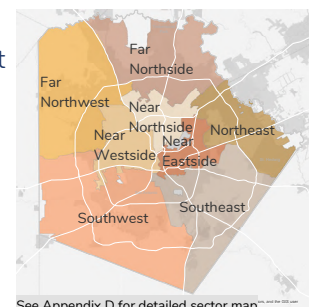 t
Far
Northside
Far
Northwest
Near
Northside
Near
Westside
Near
Eastside
Northeast
Southwest
Southeast
See Appendix D for detailed sector map